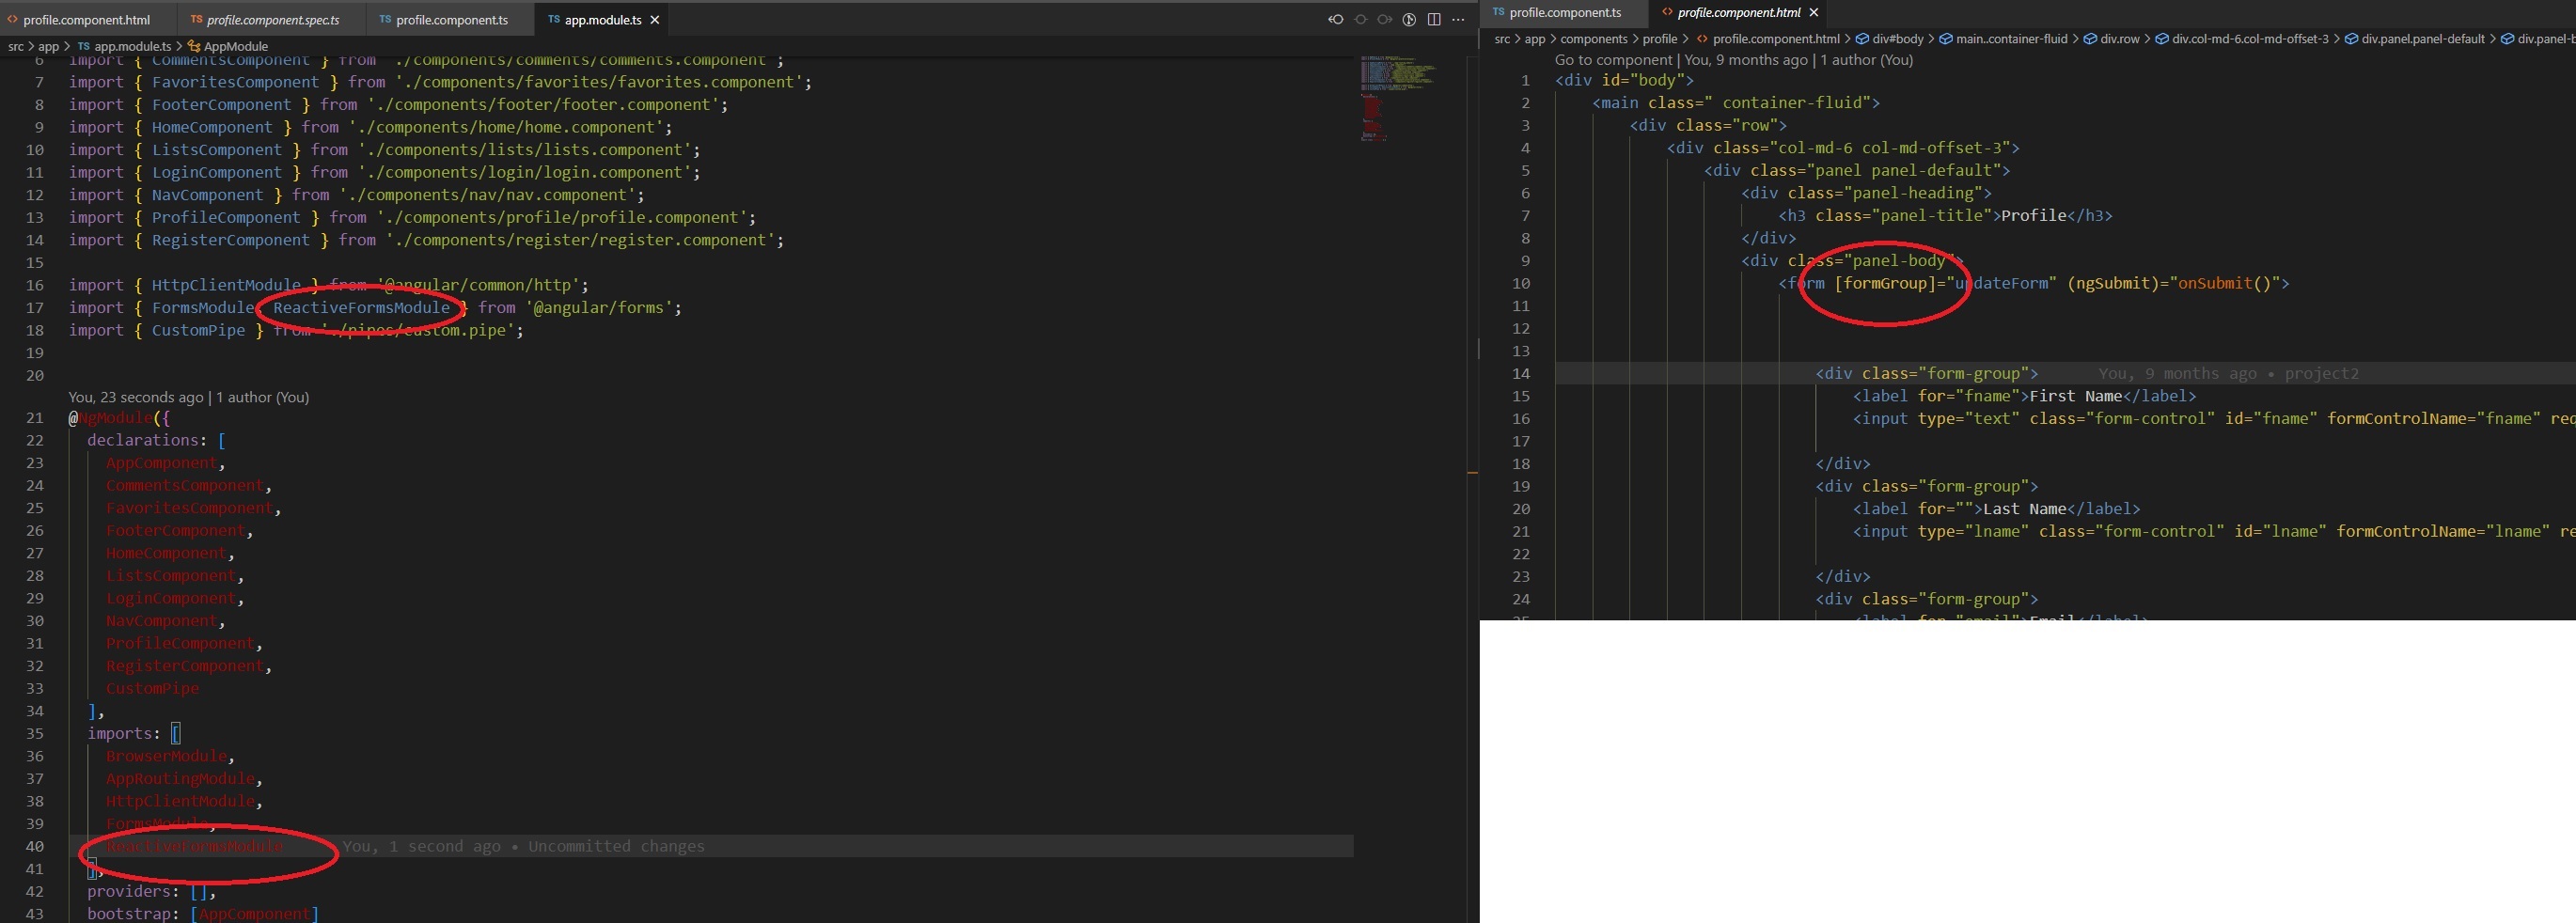 profile.component.html
TS profile.component.spec.ts
TS profile.component.ts
TS app.module.ts
src > app > TS app.module.ts > AppModule
6 import { CommentsComponent } from './components/comments/comments.component';
7 import { FavoritesComponent } from './components/favorites/favorites.component';
8 import { FooterComponent } from './components/footer/footer.component';
9 import { HomeComponent } from './components/home/home.component';
10 import { ListsComponent } from './components/lists/lists.component';
11 import { LoginComponent } from './components/login/login.component';
12 import { NavComponent } from './components/nav/nav.component';
13 import { ProfileComponent } from './components/profile/profile.component';
14 import { RegisterComponent } from './components/register/register.component';
15
16 import { HttpClientModule } from '@angular/common/http';
17 import { FormsModule, ReactiveFormsModule } from '@angular/forms';
18 import { CustomPipe } from './pipes/custom.pipe';
19
20
You, 23 seconds ago | 1 author (You)
21 @NgModule({
22 declarations: [
23 AppComponent,
24 CommentsComponent,
25 FavoritesComponent,
26 FooterComponent,
27 HomeComponent,
28 ListsComponent,
29 LoginComponent,
30 NavComponent,
31 ProfileComponent,
32 RegisterComponent,
33 CustomPipe
34 ],
35 imports: [
36 BrowserModule,
37 AppRoutingModule,
38 HttpClientModule,
39 FormsModule,
40 ReactiveFormsModule You, 1 second ago • Uncommitted changes
41 ],
42 providers: [],
43 bootstrap: [AppComponent]
TS profile.component.ts
profile.component.html
src > app > components > profile > profile.component.html > div#body > main..container-fluid > div.row > div.col-md-6.col-md-offset-3 > div.panel.panel-default > div.panel-b
Go to component | You, 9 months ago | 1 author (You)
1 <div id="body">
2 <main class=" container-fluid">
3 <div class="row">
4 <div class="col-md-6 col-md-offset-3">
5 <div class="panel panel-default">
6 <div class="panel-heading">
7 <h3 class="panel-title">Profile</h3>
8 </div>
9 <div class="panel-body">
10 <form [formGroup]="updateForm" (ngSubmit)="onSubmit()">
11
12
13
14 <div class="form-group"> You, 9 months ago • project2
15 <label for="fname">First Name</label>
16 <input type="text" class="form-control" id="fname" formControlName="fname" req
17
18 </div>
19 <div class="form-group">
20 <label for="">Last Name</label>
21 <input type="lname" class="form-control" id="lname" formControlName="lname" re
22
23 </div>
24 <div class="form-group">
25 <label for="email">Email</label>